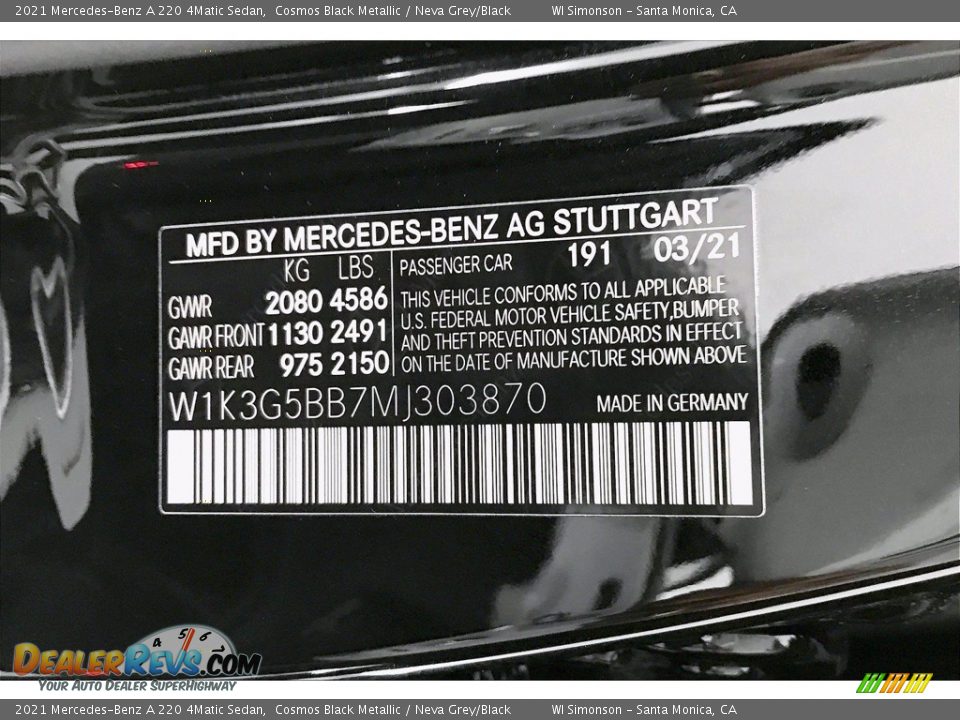 2021 Mercedes-Benz A 220 4Matic Sedan, Cosmos Black Metallic / Neva Grey/Black WI Simonson - Santa Monica, CA
MFD BY MERCEDES-BENZ AG STUTTGART
KG LBS
GVWR 2080 4586
GAWR FRONT 1130 2491
GAWR REAR 975 2150
PASSENGER CAR 191 03/21
THIS VEHICLE CONFORMS TO ALL APPLICABLE
U.S. FEDERAL MOTOR VEHICLE SAFETY,BUMPER
AND THEFT PREVENTION STANDARDS IN EFFECT
ON THE DATE OF MANUFACTURE SHOWN ABOVE
W1K3G5BB7MJ303870 MADE IN GERMANY
4 5 6
DEALERREVS.COM
YOUR AUTO DEALER SUPERHIGHWAY
2021 Mercedes-Benz A 220 4Matic Sedan, Cosmos Black Metallic / Neva Grey/Black WI Simonson - Santa Monica, CA